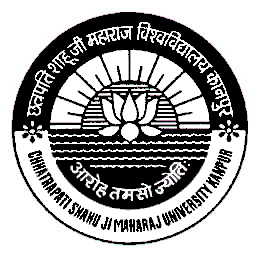 छत्रपति शाहू जी महाराज विश्वविद्यालय कानपुर
आरोह तमसो ज्योतिः
CHHATRAPATI SHAHU JI MAHARAJ UNIVERSITY KANPUR